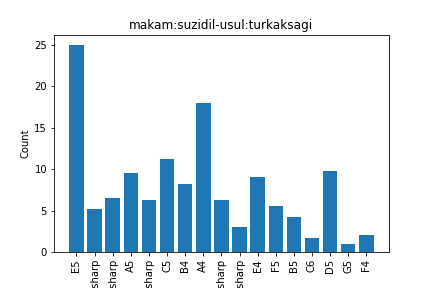 makam:suzidil-usul:turkaksagi
Count
25
20
15
10
5
0
E5
sharp
sharp
A5
sharp
C5
B4
A4
sharp
sharp
E4
F5
B5
C6
D5
G5
F4